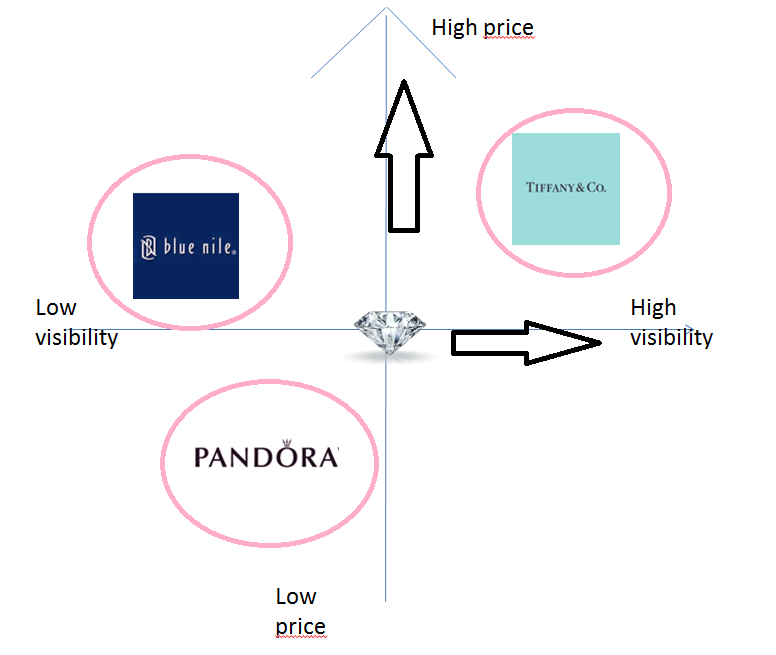 High price
TIFFANY & CO.
blue nile®
Low
visibility
High
visibility
PANDORA
Low
price